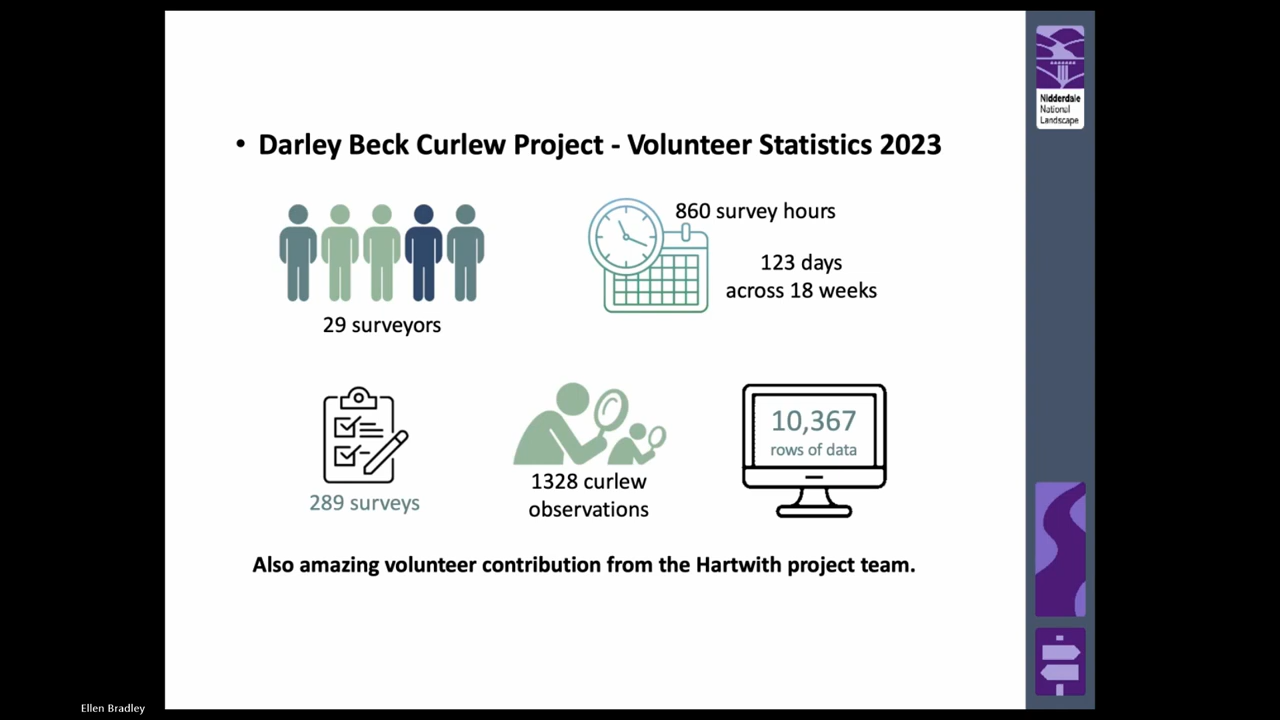 Nidderdale
National
Landscape
• Darley Beck Curlew Project - Volunteer Statistics 2023
860 survey hours
123 days
across 18 weeks
29 surveyors
10,367
rows of data
289 surveys
1328 curlew
observations
Also amazing volunteer contribution from the Hartwith project team.
Ellen Bradley